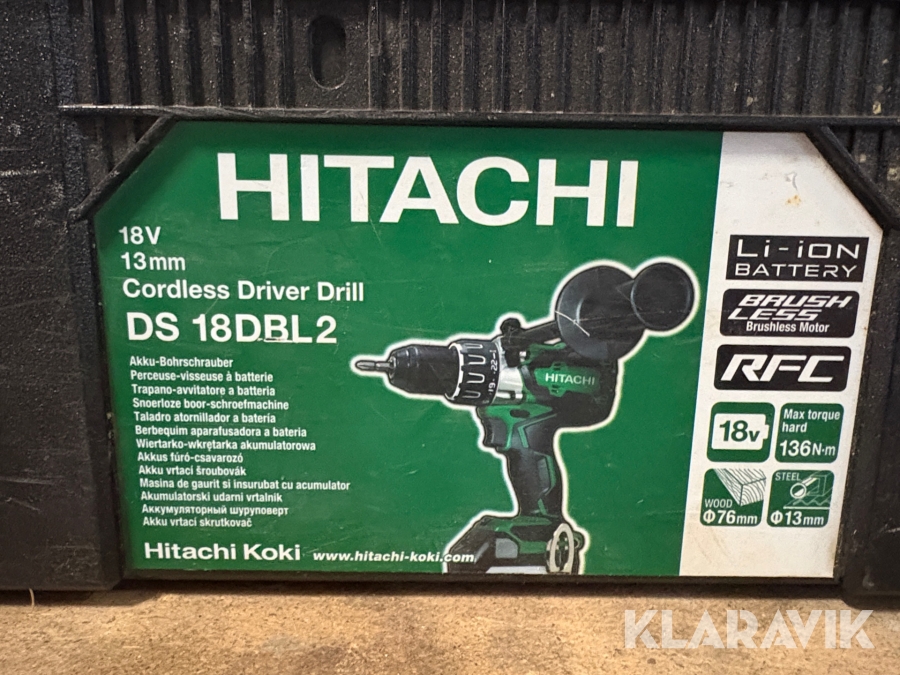 HITACHI
18V
13mm
Cordless Driver Drill
DS 18DBL2
Akku-Bohrschrauber
Perceuse-visseuse à batterie
Trapano-avvitatore a batteria
Snoerloze boor-schroefmachine
Taladro atornillador a batería
Berbequim aparafusadora a bateria
Wiertarko-wkrętarka akumulatorowa
Akkus fúró-csavarozó
Akku vrtací šroubovák
Masina de gaurit si insurubat cu acumulator
Akumulatorski udarni vrtalnik
Аккумуляторный шуруповерт
Akku vrtací skrutkovač
Hitachi Koki www.hitachi-koki.com
HITACHI
Li-iON
BATTERY
BRUSH
LESS
Brushless Motor
RFC
18v
Max torque
hard
136N·m
WOOD
Φ76mm
STEEL
Φ13mm
KLARAVIK